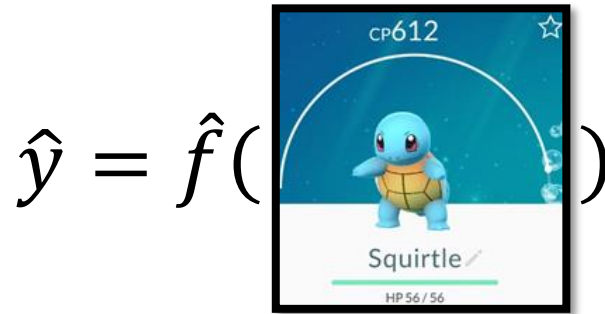 CP612
ŷ = f̂( )
Squirtle
HP 56 / 56